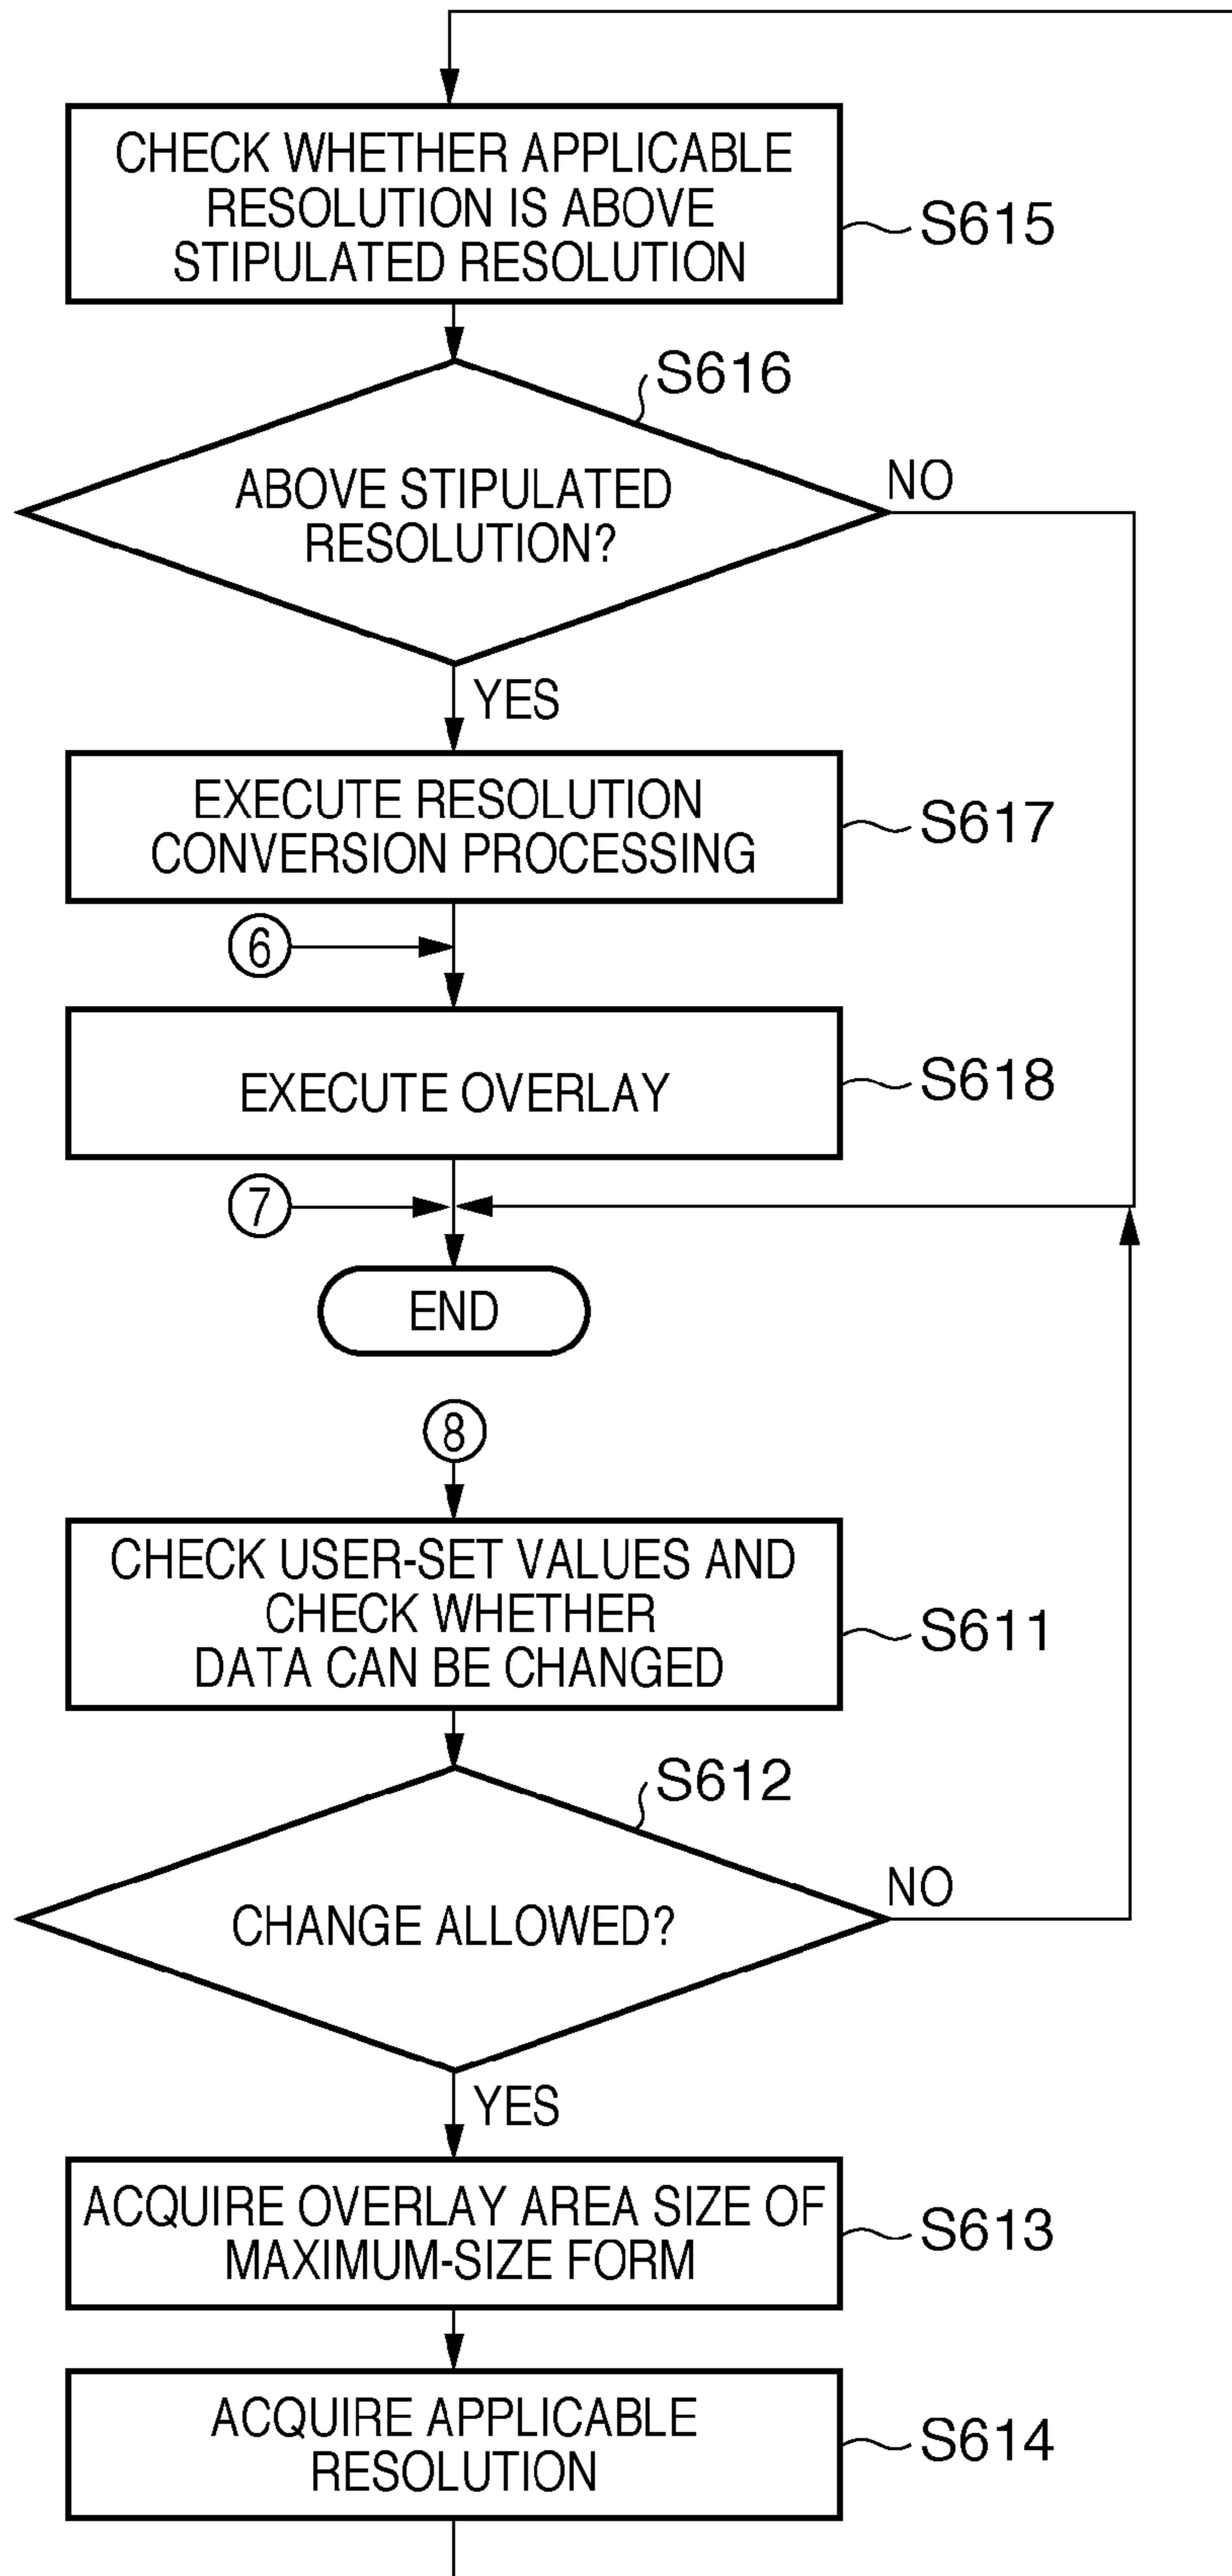 CHECK WHETHER APPLICABLE
RESOLUTION IS ABOVE
STIPULATED RESOLUTION
S615
S616
ABOVE STIPULATED
RESOLUTION?
NO
YES
EXECUTE RESOLUTION
CONVERSION PROCESSING
S617
6
EXECUTE OVERLAY
S618
7
END
8
CHECK USER-SET VALUES AND
CHECK WHETHER
DATA CAN BE CHANGED
S611
S612
CHANGE ALLOWED?
NO
YES
ACQUIRE OVERLAY AREA SIZE OF
MAXIMUM-SIZE FORM
S613
ACQUIRE APPLICABLE
RESOLUTION
S614